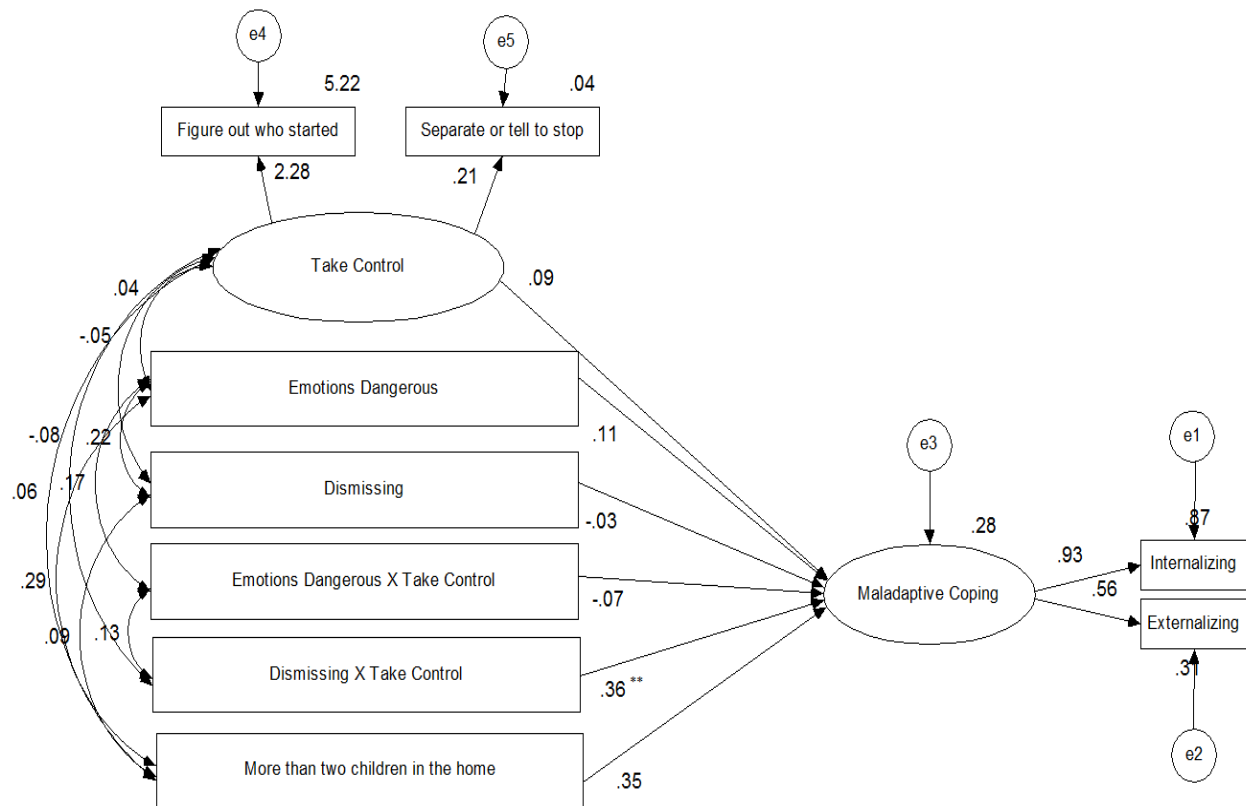 e4
e5
5.22
.04
Figure out who started
Separate or tell to stop
2.28
.21
Take Control
.09
.04
-.05
Emotions Dangerous
-.08
.22
.11
e3
e1
.17
.06
Dismissing
-.03
.28
.87
.93
Internalizing
.29
Emotions Dangerous X Take Control
-.07
Maladaptive Coping
.56
Externalizing
.09
.13
Dismissing X Take Control
.36 **
.31
e2
More than two children in the home
.35